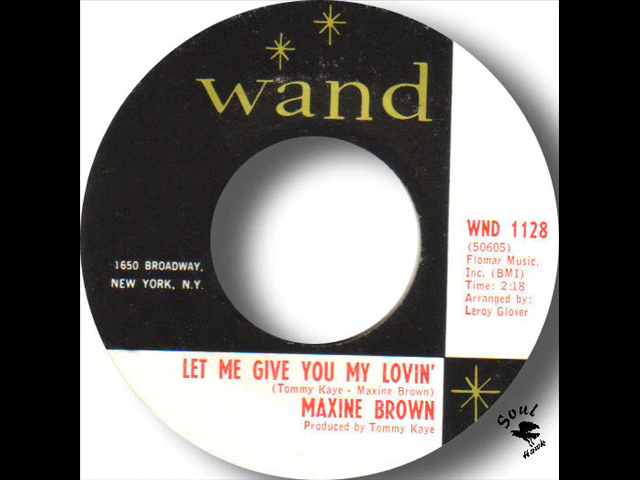 wand
WND 1128
(50605)
Flomar Music,
Inc. (BMI)
Time: 2:18
Arranged by:
Leroy Glover
1650 BROADWAY,
NEW YORK, N.Y.
LET ME GIVE YOU MY LOVIN'
(Tommy Kaye - Maxine Brown)
MAXINE BROWN
Produced by Tommy Kaye
Soul
Hawk